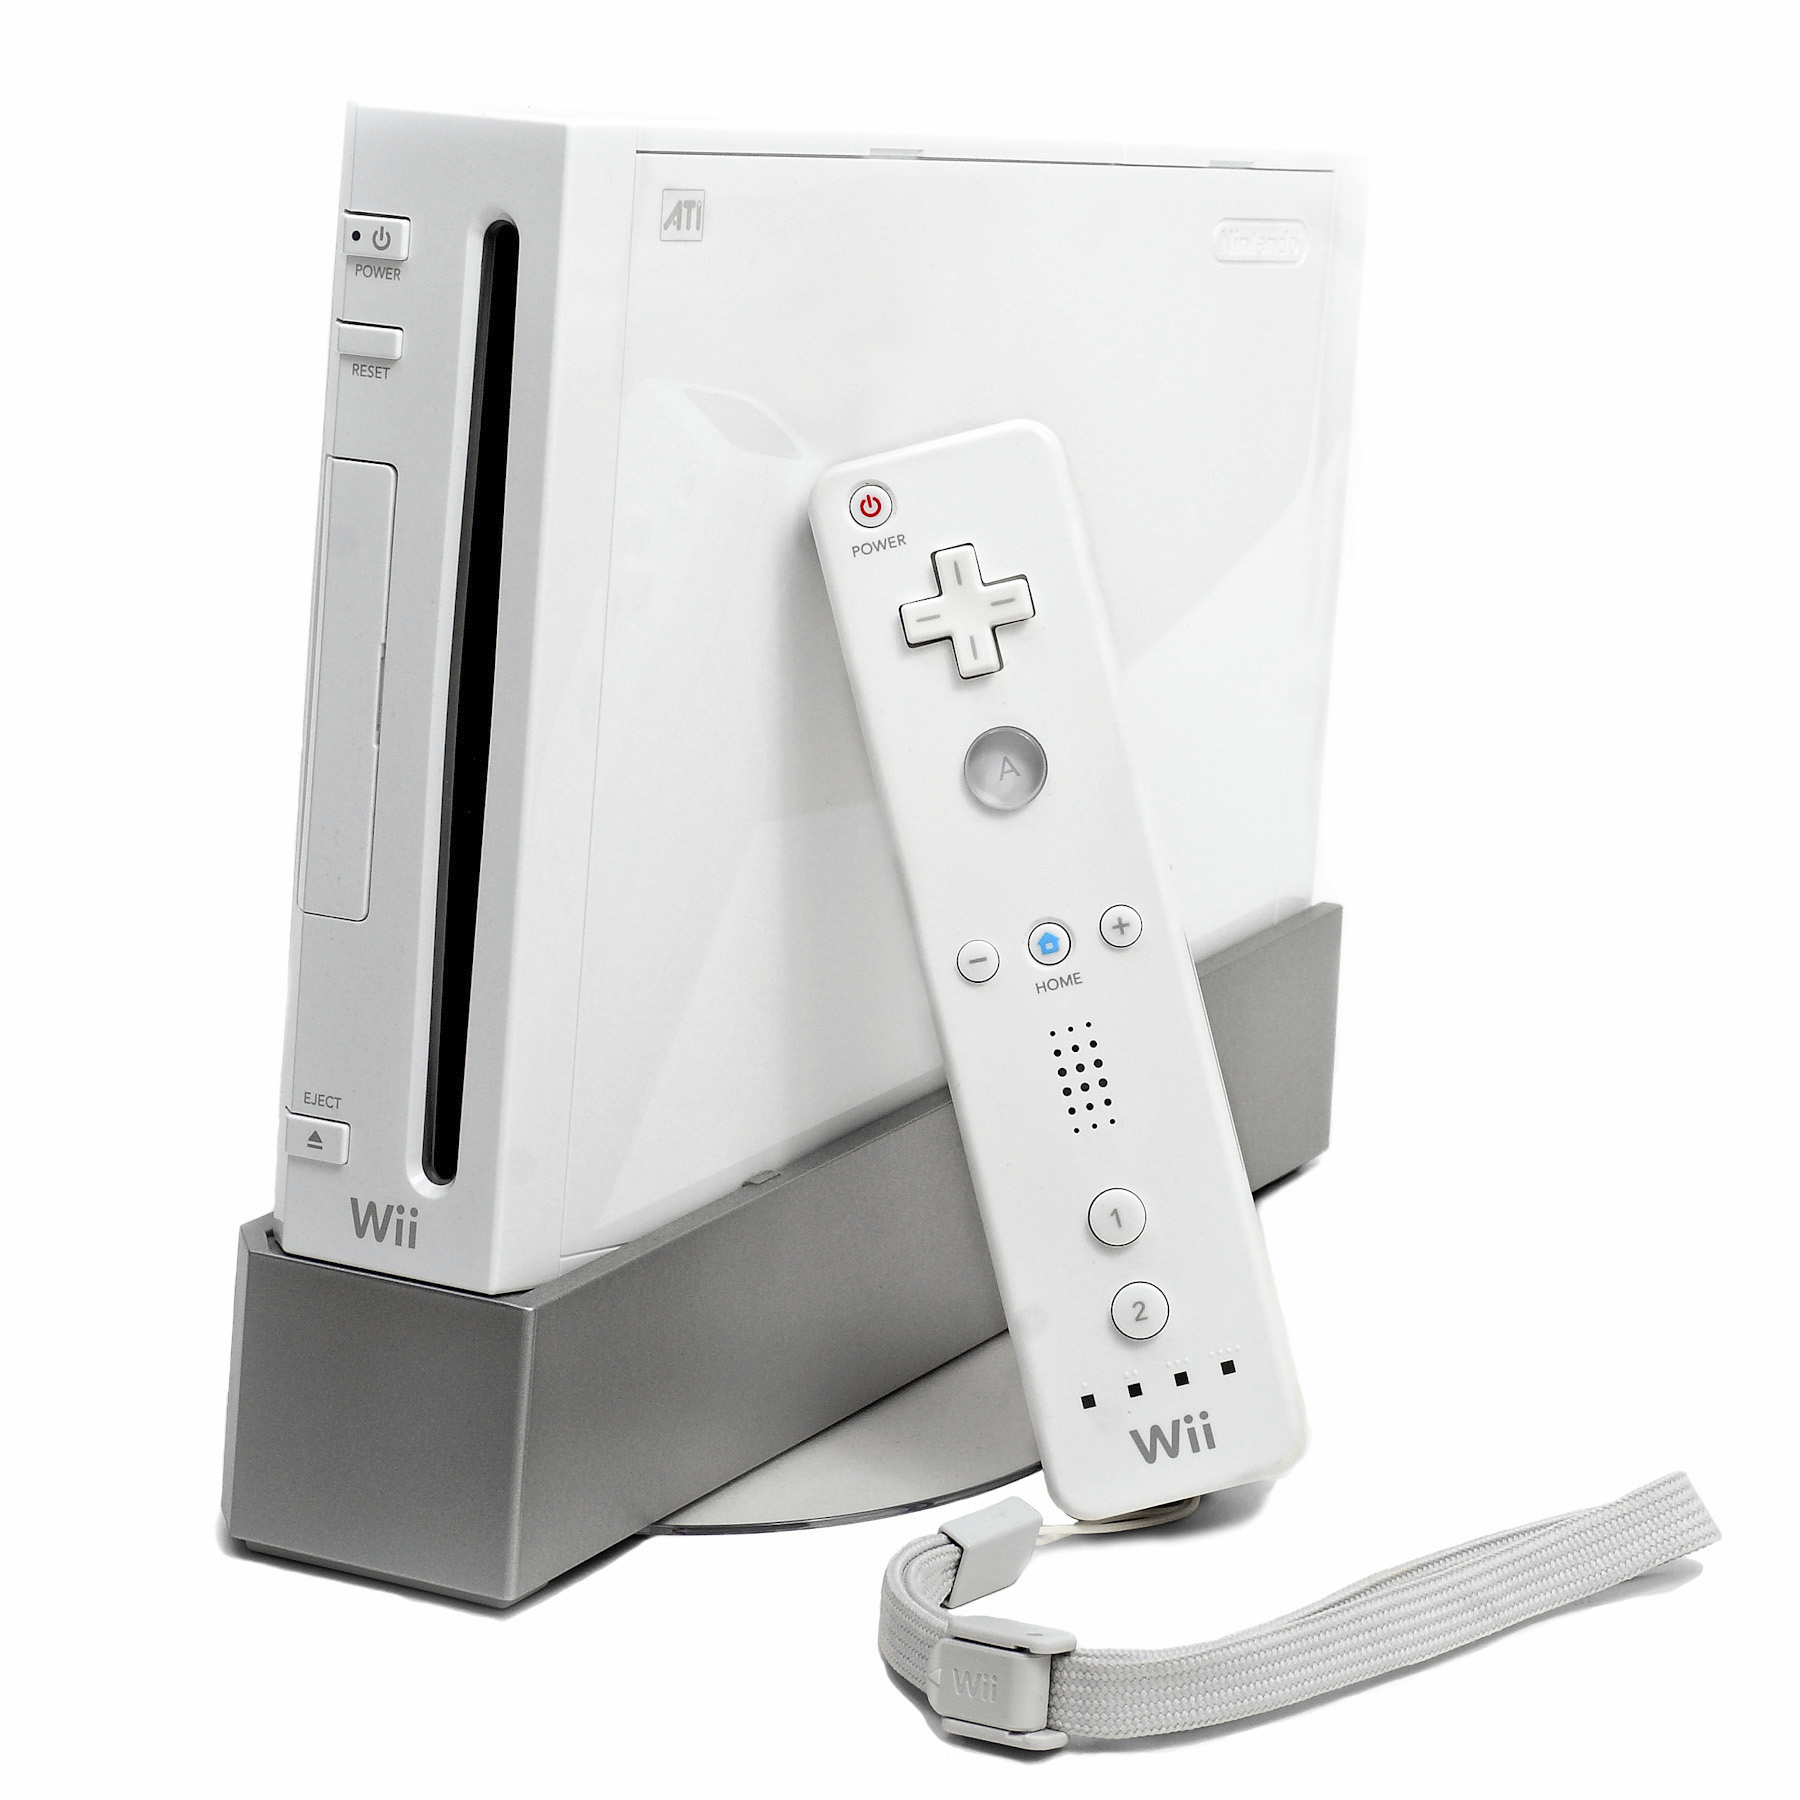 ATI
Nintendo
POWER
RESET
EJECT
Wii
POWER
A
HOME
1
2
Wii
Wii